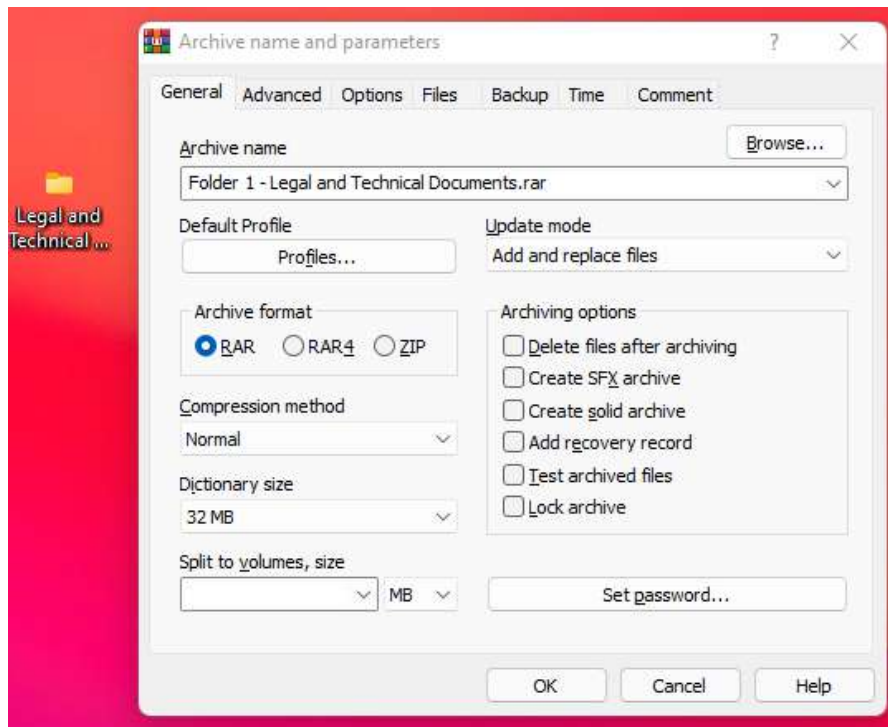 Archive name and parameters
?
General Advanced Options Files Backup Time Comment
Archive name
Browse...
Folder 1 - Legal and Technical Documents.rar
Legal and
Technical ...
Default Profile
Profiles...
Update mode
Add and replace files
Archive format
RAR RAR4 ZIP
Archiving options
Delete files after archiving
Create SFX archive
Create solid archive
Add recovery record
Test archived files
Lock archive
Compression method
Normal
Dictionary size
32 MB
Split to volumes, size
MB
Set password...
OK Cancel Help